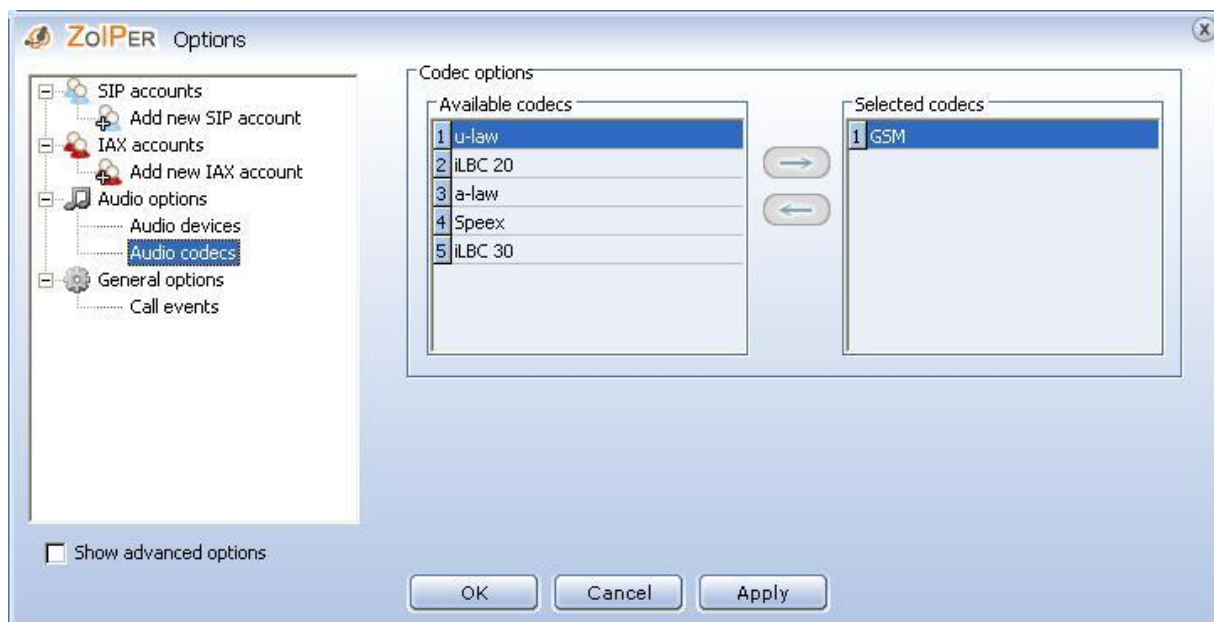 ZoIPER Options
SIP accounts
Add new SIP account
IAX accounts
Add new IAX account
Audio options
Audio devices
Audio codecs
General options
Call events
Show advanced options
Codec options
Available codecs
1 u-law
2 iLBC 20
3 a-law
4 Speex
5 iLBC 30
Selected codecs
1 GSM
OK
Cancel
Apply